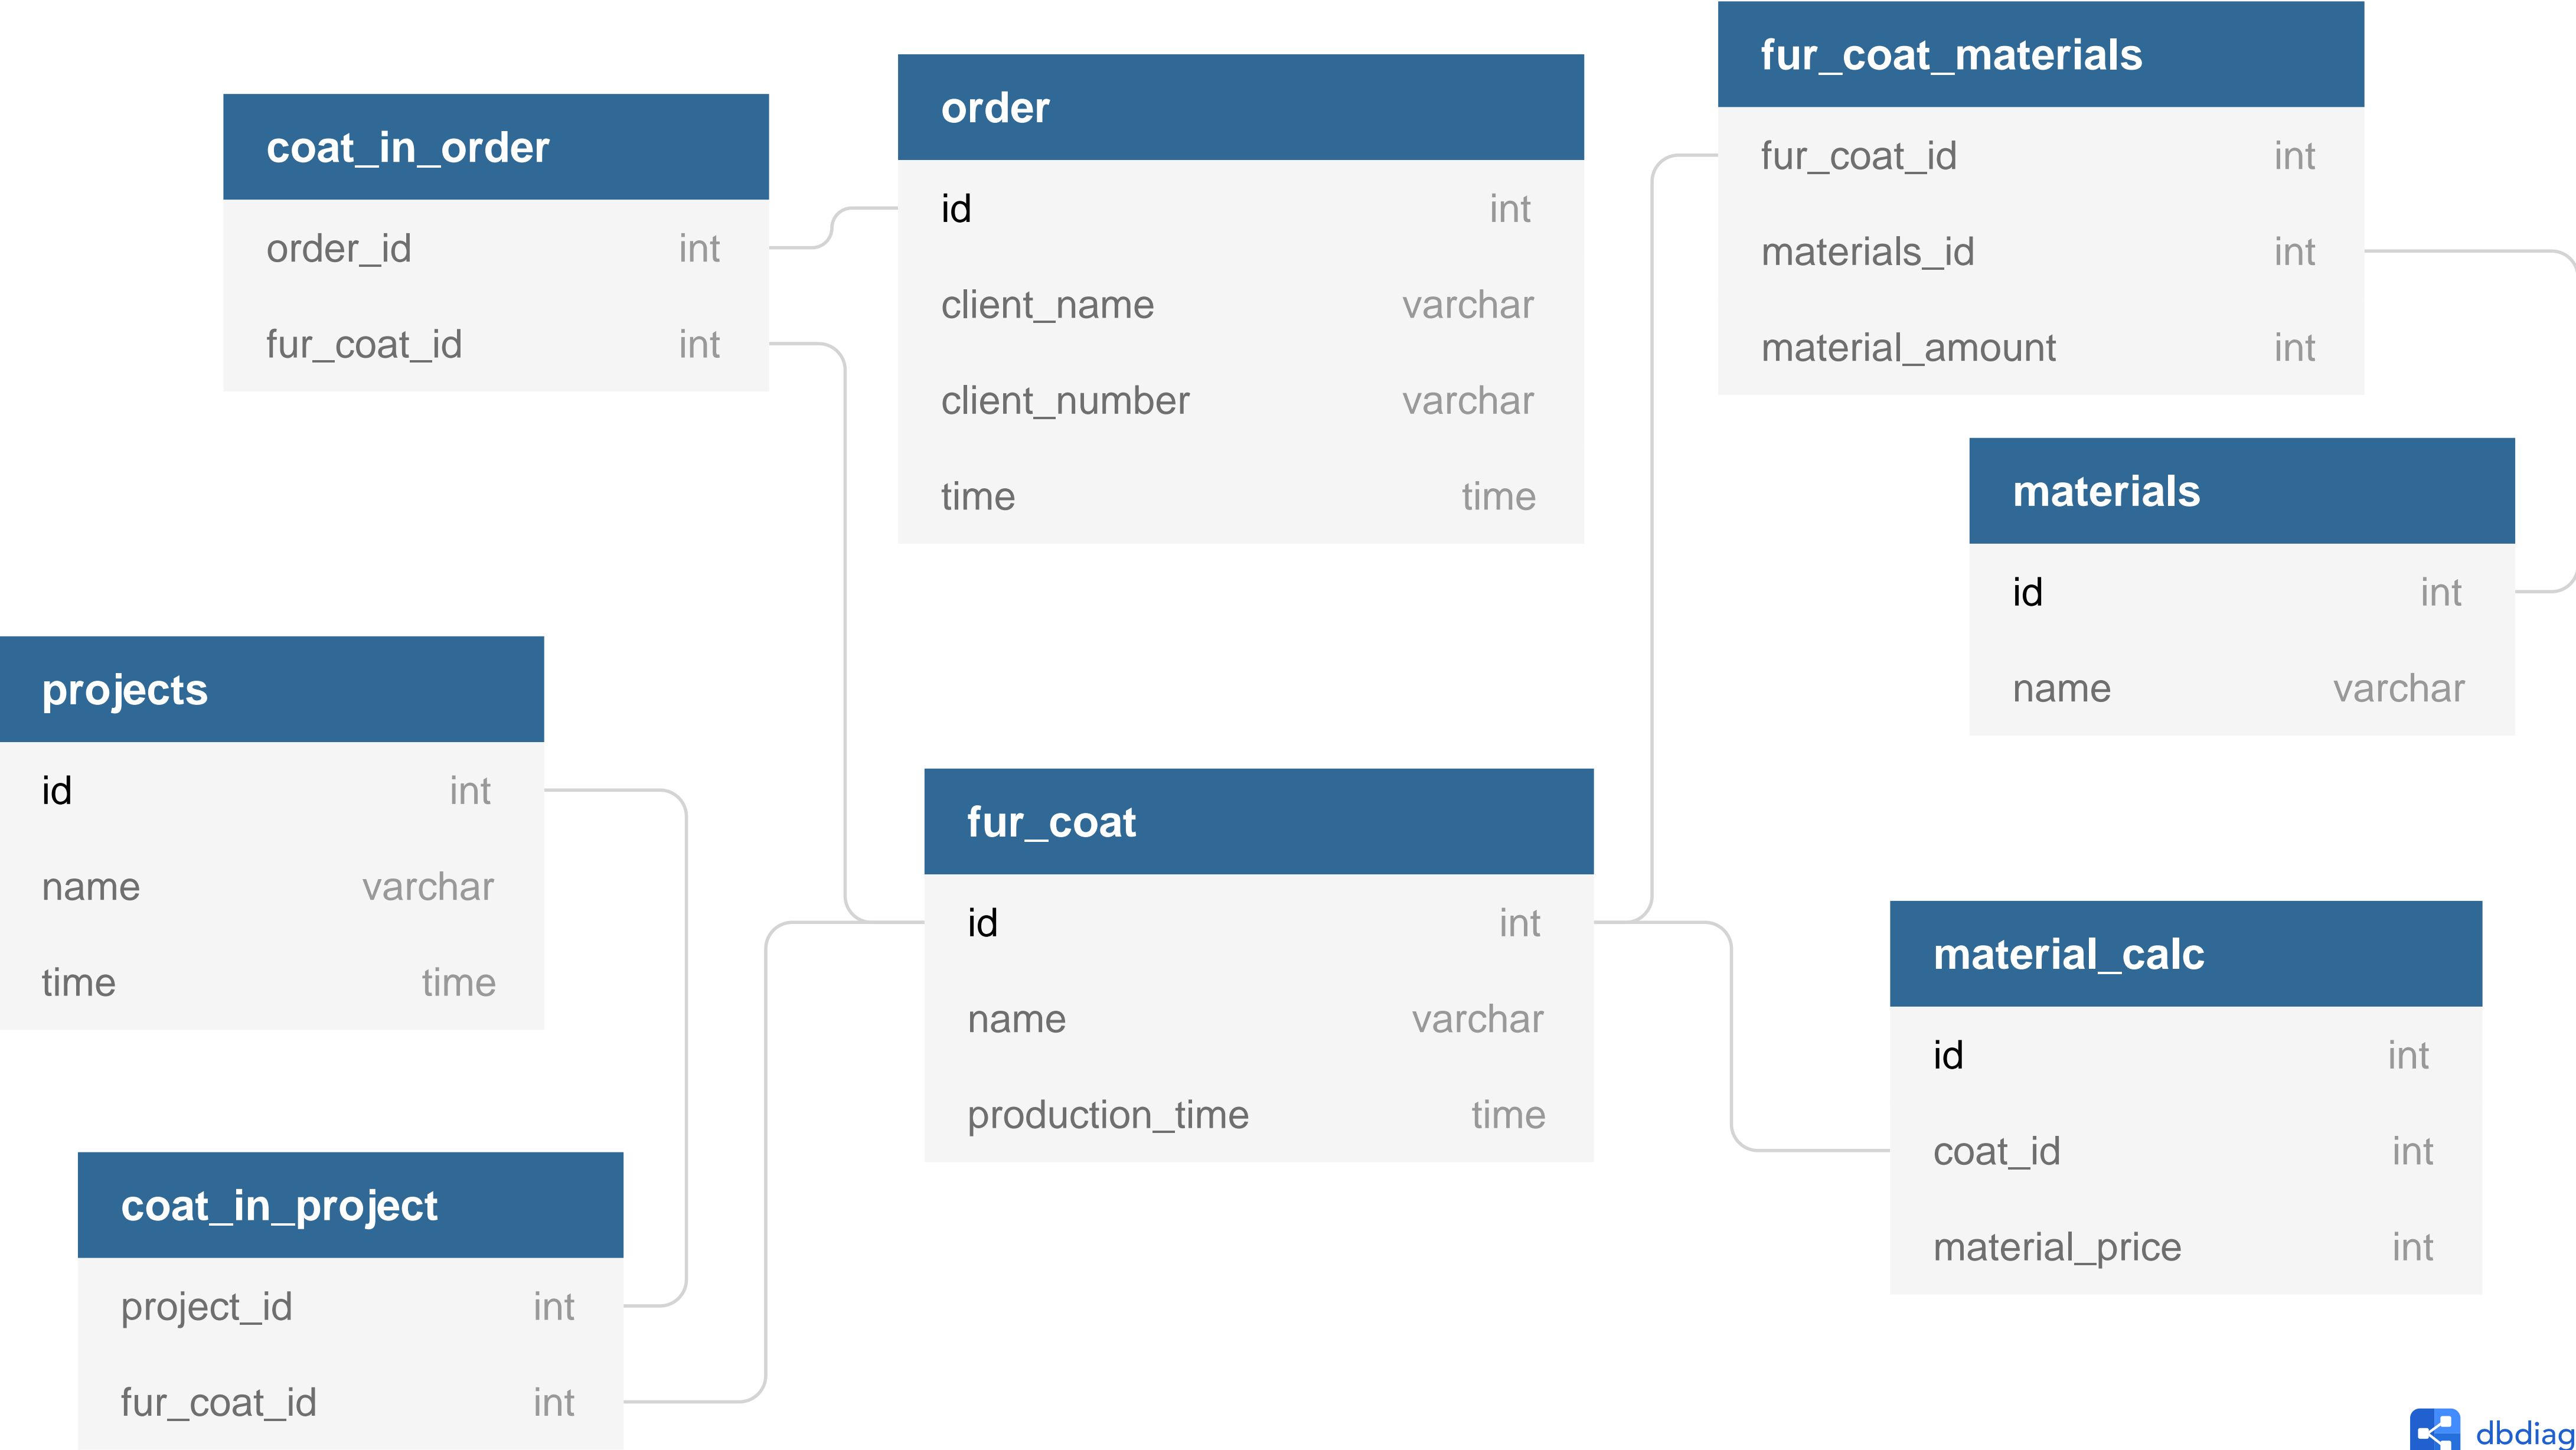 coat_in_order
order_id int
fur_coat_id int
order
id int
client_name varchar
client_number varchar
time time
fur_coat_materials
fur_coat_id int
materials_id int
material_amount int
materials
id int
name varchar
projects
id int
name varchar
time time
fur_coat
id int
name varchar
production_time time
material_calc
id int
coat_id int
material_price int
coat_in_project
project_id int
fur_coat_id int
dbdiag